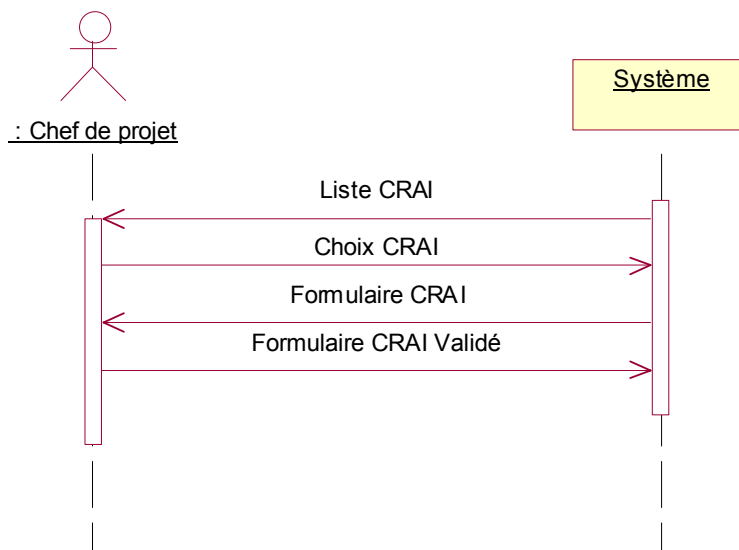 Système
: Chef de projet
Liste CRAI
Choix CRAI
Formulaire CRAI
Formulaire CRAI Validé